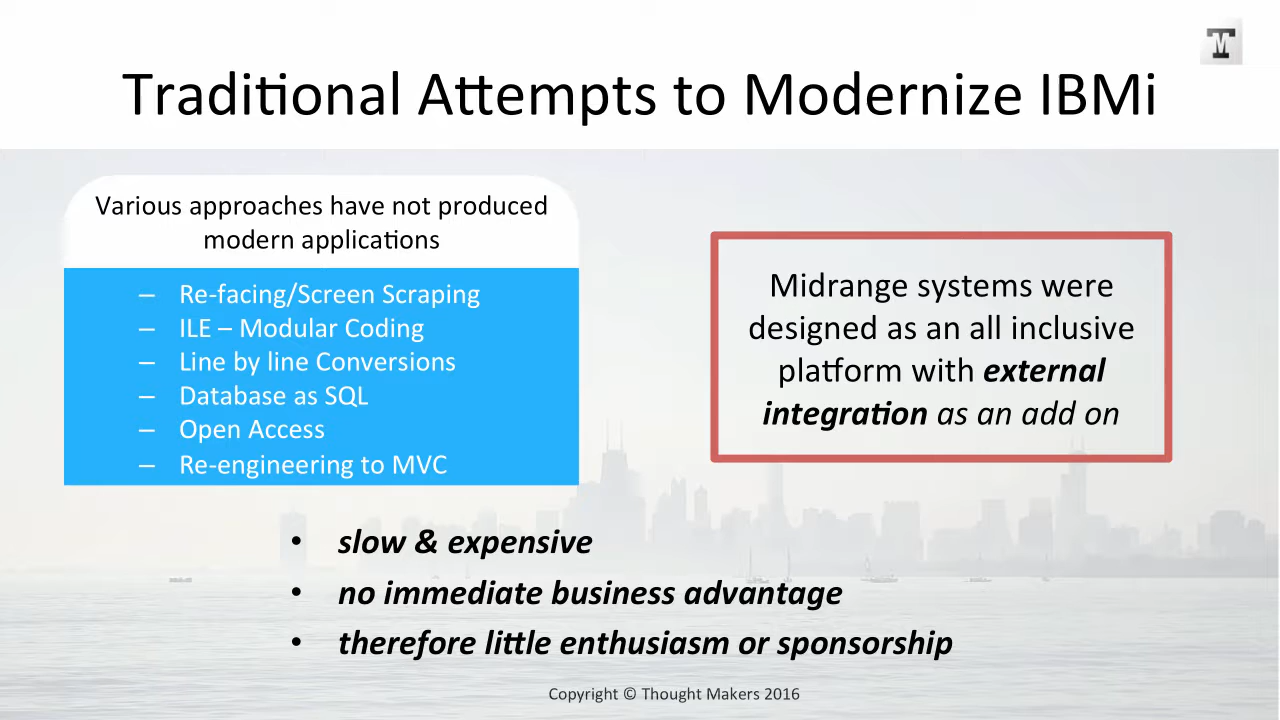 TM
Traditional Attempts to Modernize IBMi
Various approaches have not produced
modern applications
– Re-facing/Screen Scraping
– ILE – Modular Coding
– Line by line Conversions
– Database as SQL
– Open Access
– Re-engineering to MVC
Midrange systems were
designed as an all inclusive
platform with external
integration as an add on
• slow & expensive
• no immediate business advantage
• therefore little enthusiasm or sponsorship
Copyright © Thought Makers 2016